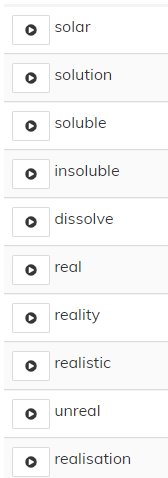 solar
solution
soluble
insoluble
dissolve
real
reality
realistic
unreal
realisation